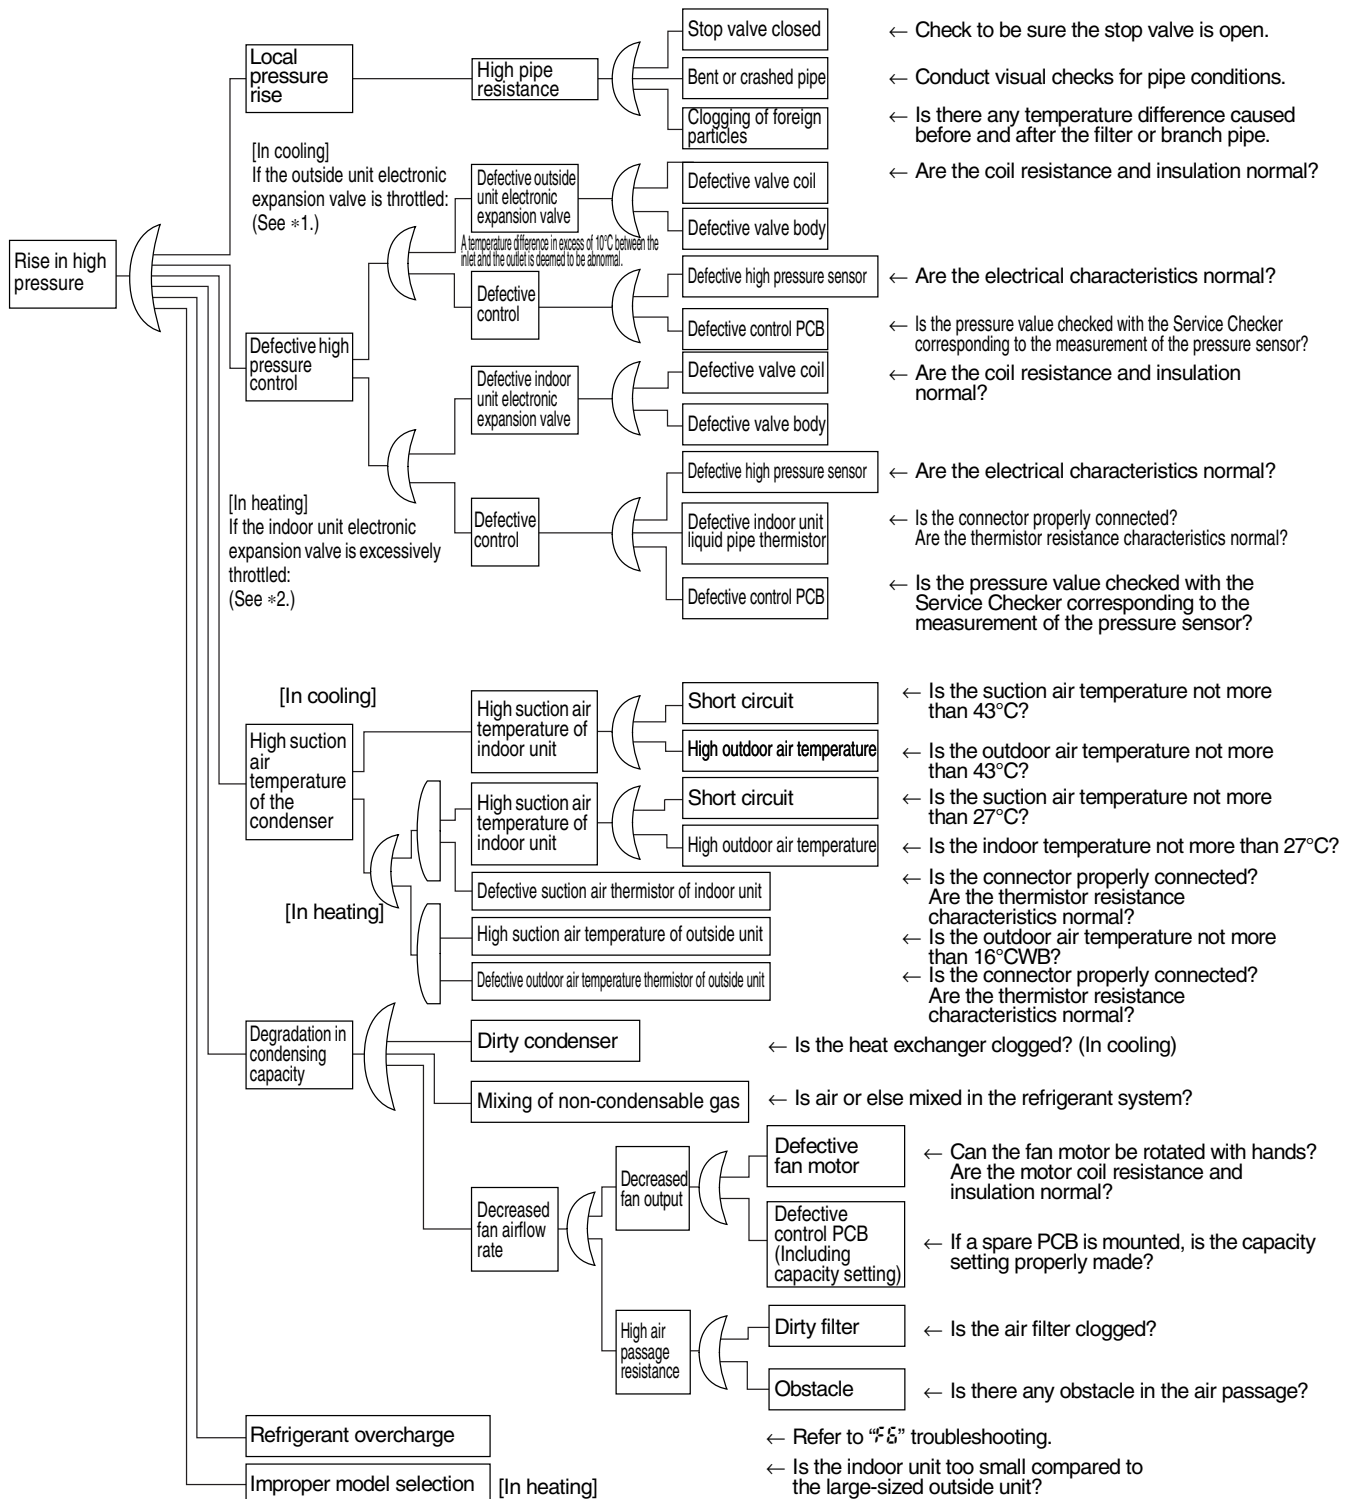 Rise in high
pressure
Local
pressure
rise
High pipe
resistance
Stop valve closed
← Check to be sure the stop valve is open.
Bent or crashed pipe
← Conduct visual checks for pipe conditions.
Clogging of foreign
particles
← Is there any temperature difference caused
before and after the filter or branch pipe.
[In cooling]
If the outside unit electronic
expansion valve is throttled:
(See *1.)
Defective high
pressure
control
Defective outside
unit electronic
expansion valve
A temperature difference in excess of 10°C between the
inlet and the outlet is deemed to be abnormal.
Defective valve coil
← Are the coil resistance and insulation normal?
Defective valve body
Defective
control
Defective high pressure sensor
← Are the electrical characteristics normal?
Defective control PCB
← Is the pressure value checked with the Service Checker
corresponding to the measurement of the pressure sensor?
Defective indoor
unit electronic
expansion valve
Defective valve coil
← Are the coil resistance and insulation
normal?
Defective valve body
[In heating]
If the indoor unit electronic
expansion valve is excessively
throttled:
(See *2.)
Defective
control
Defective high pressure sensor
← Are the electrical characteristics normal?
Defective indoor unit
liquid pipe thermistor
← Is the connector properly connected?
Are the thermistor resistance characteristics normal?
Defective control PCB
← Is the pressure value checked with the
Service Checker corresponding to the
measurement of the pressure sensor?
[In cooling]
High suction
air
temperature
of the
condenser
High suction air
temperature of
indoor unit
Short circuit
← Is the suction air temperature not more
than 43°C?
High outdoor air temperature
← Is the outdoor air temperature not more
than 43°C?
[In heating]
High suction air
temperature of
indoor unit
Short circuit
← Is the suction air temperature not more
than 27°C?
High outdoor air temperature
← Is the indoor temperature not more than 27°C?
Defective suction air thermistor of indoor unit
← Is the connector properly connected?
Are the thermistor resistance
characteristics normal?
High suction air temperature of outside unit
← Is the outdoor air temperature not more
than 16°CWB?
Defective outdoor air temperature thermistor of outside unit
← Is the connector properly connected?
Are the thermistor resistance
characteristics normal?
Degradation in
condensing
capacity
Dirty condenser
← Is the heat exchanger clogged? (In cooling)
Mixing of non-condensable gas
← Is air or else mixed in the refrigerant system?
Decreased
fan airflow
rate
Decreased
fan output
Defective
fan motor
← Can the fan motor be rotated with hands?
Are the motor coil resistance and
insulation normal?
Defective
control PCB
(Including
capacity setting)
← If a spare PCB is mounted, is the capacity
setting properly made?
High air
passage
resistance
Dirty filter
← Is the air filter clogged?
Obstacle
← Is there any obstacle in the air passage?
Refrigerant overcharge
← Refer to “F6” troubleshooting.
Improper model selection
[In heating]
← Is the indoor unit too small compared to
the large-sized outside unit?